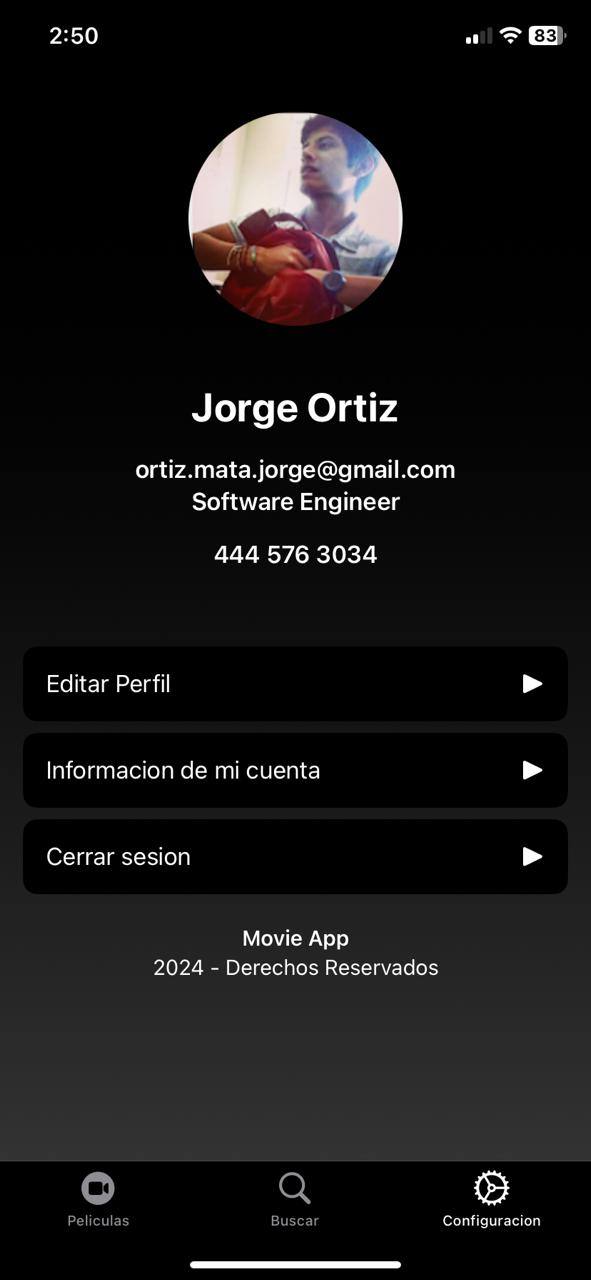 2:50
83
Jorge Ortiz
ortiz.mata.jorge@gmail.com
Software Engineer
444 576 3034
Editar Perfil
Informacion de mi cuenta
Cerrar sesion
Movie App
2024 - Derechos Reservados
Peliculas
Buscar
Configuracion